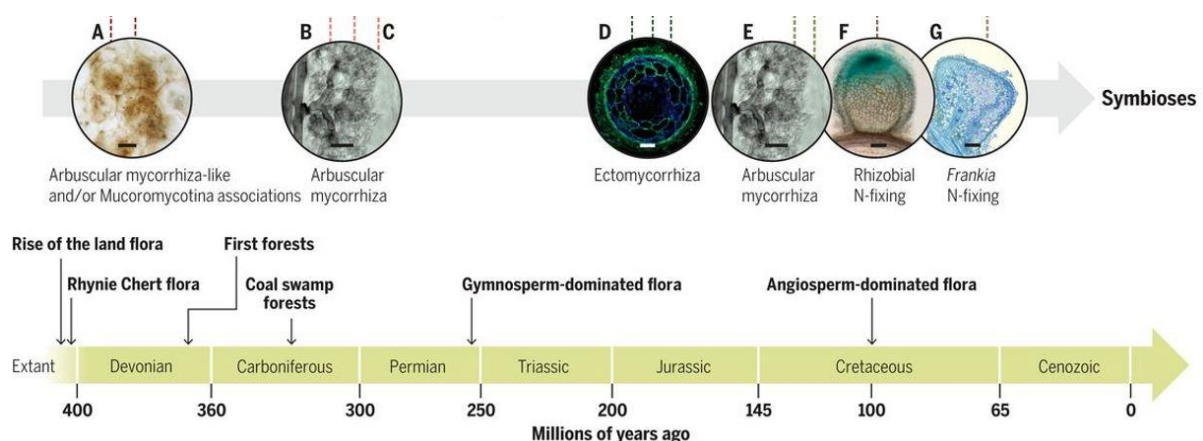 A
B
C
D
E
F
G
Symbioses
Arbuscular mycorrhiza-like
and/or Mucoromycotina associations
Arbuscular
mycorrhiza
Ectomycorrhiza
Arbuscular
mycorrhiza
Rhizobial
N-fixing
Frankia
N-fixing
Rise of the land flora
First forests
Rhynie Chert flora
Coal swamp
forests
Gymnosperm-dominated flora
Angiosperm-dominated flora
Extant
Devonian
Carboniferous
Permian
Triassic
Jurassic
Cretaceous
Cenozoic
400
360
300
250
200
145
100
65
0
Millions of years ago